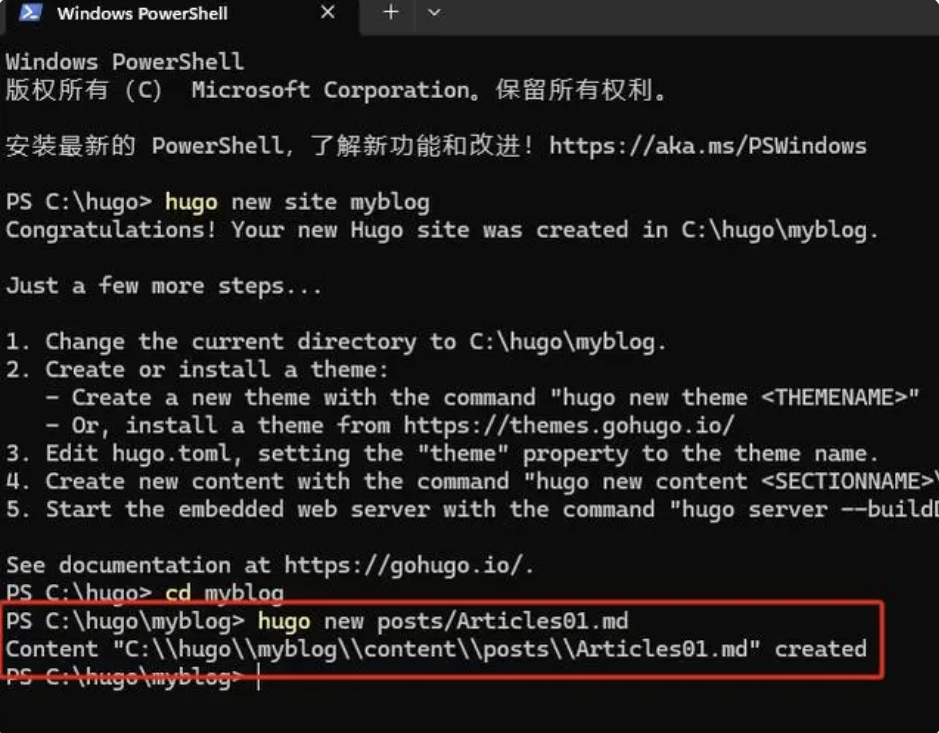 Windows PowerShell
Windows PowerShell
版权所有 (C) Microsoft Corporation。保留所有权利。
安装最新的 PowerShell，了解新功能和改进！https://aka.ms/PSWindows
PS C:\hugo> hugo new site myblog
Congratulations! Your new Hugo site was created in C:\hugo\myblog.
Just a few more steps...
1. Change the current directory to C:\hugo\myblog.
2. Create or install a theme:
- Create a new theme with the command "hugo new theme <THEMENAME>"
- Or, install a theme from https://themes.gohugo.io/
3. Edit hugo.toml, setting the "theme" property to the theme name.
4. Create new content with the command "hugo new content <SECTIONNAME>\
5. Start the embedded web server with the command "hugo server --build
See documentation at https://gohugo.io/.
PS C:\hugo> cd myblog
PS C:\hugo\myblog> hugo new posts/Articles01.md
Content "C:\\hugo\\myblog\\content\\posts\\Articles01.md" created
PS C:\hugo\myblog>